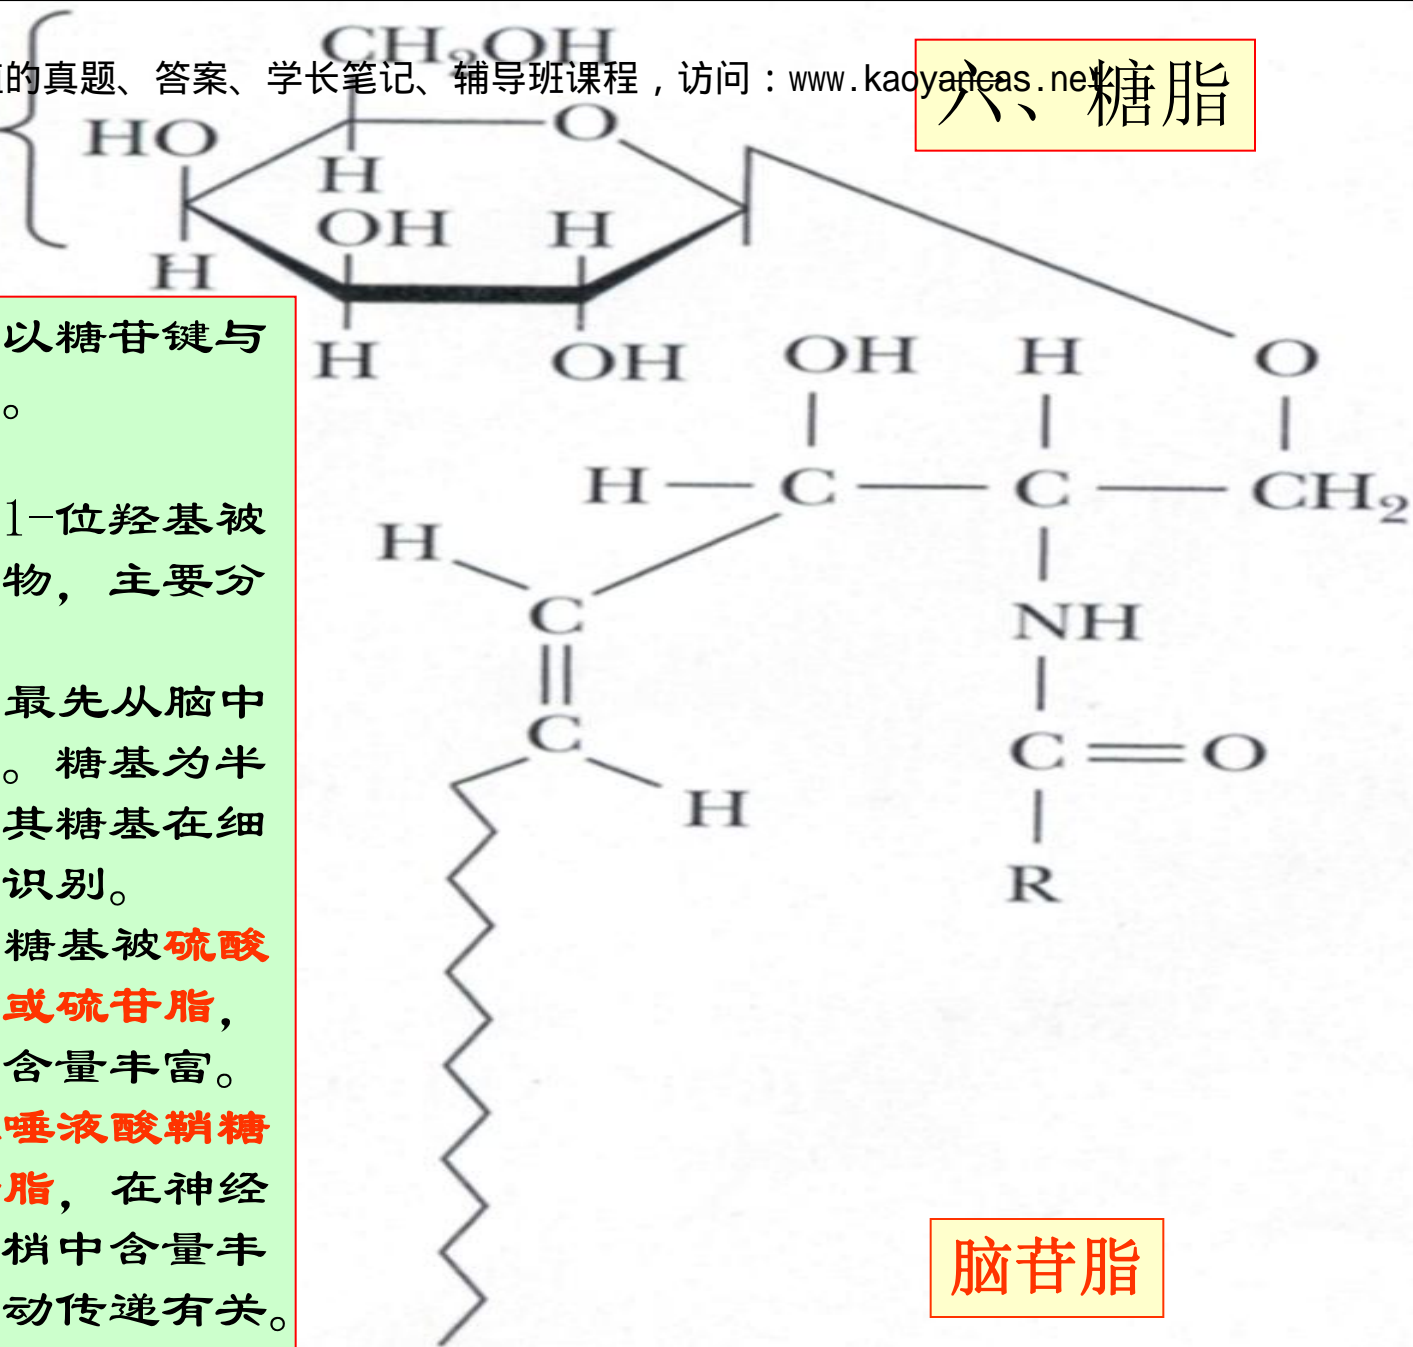 CH₂OH
的真题、答案、学长笔记、辅导班课程，访问：www.kaoyancas.net
六、糖脂
HO
O
H
OH H
H
H OH
OH H O
H C C CH₂
H
C
NH
C
C O
H
R
以糖苷键与
。
1-位羟基被
物，主要分
最先从脑中
。糖基为半
其糖基在细
识别。
糖基被硫酸
或硫苷脂，
含量丰富。
唾液酸鞘糖
脂，在神经
梢中含量丰
动传递有关。
脑苷脂